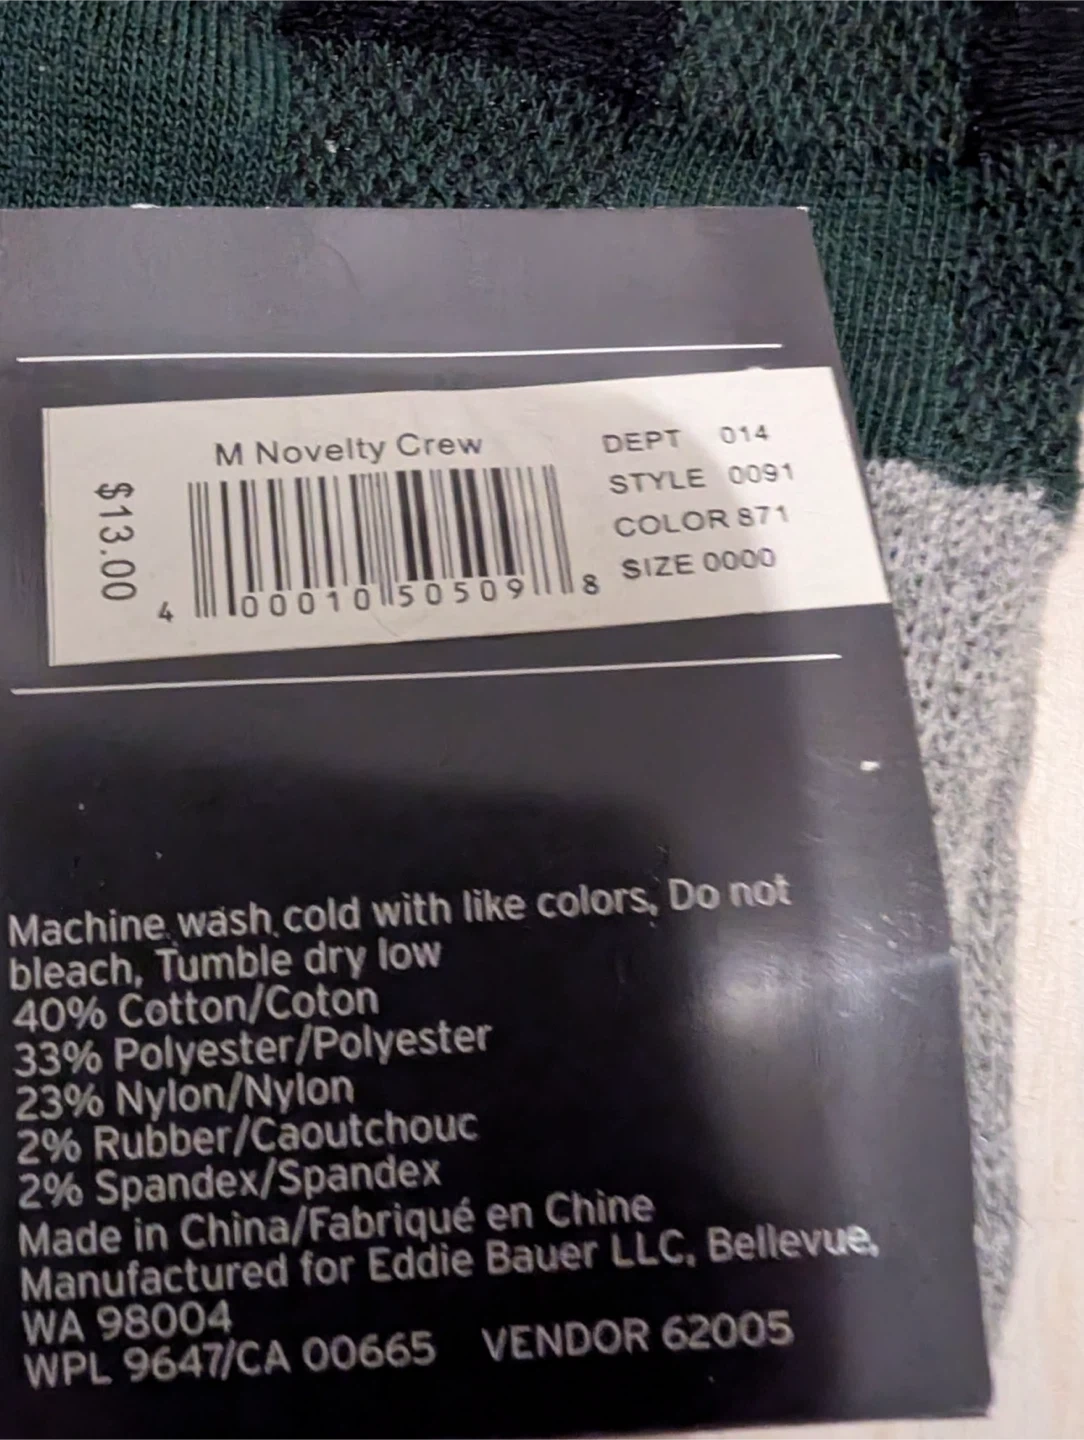 M Novelty Crew
$13.00
4 00010 50509 8
DEPT 014
STYLE 0091
COLOR 871
SIZE 0000
Machine wash cold with like colors, Do not
bleach, Tumble dry low
40% Cotton/Coton
33% Polyester/Polyester
23% Nylon/Nylon
2% Rubber/Caoutchouc
2% Spandex/Spandex
Made in China/Fabriqué en Chine
Manufactured for Eddie Bauer LLC, Bellevue,
WA 98004
WPL 9647/CA 00665 VENDOR 62005